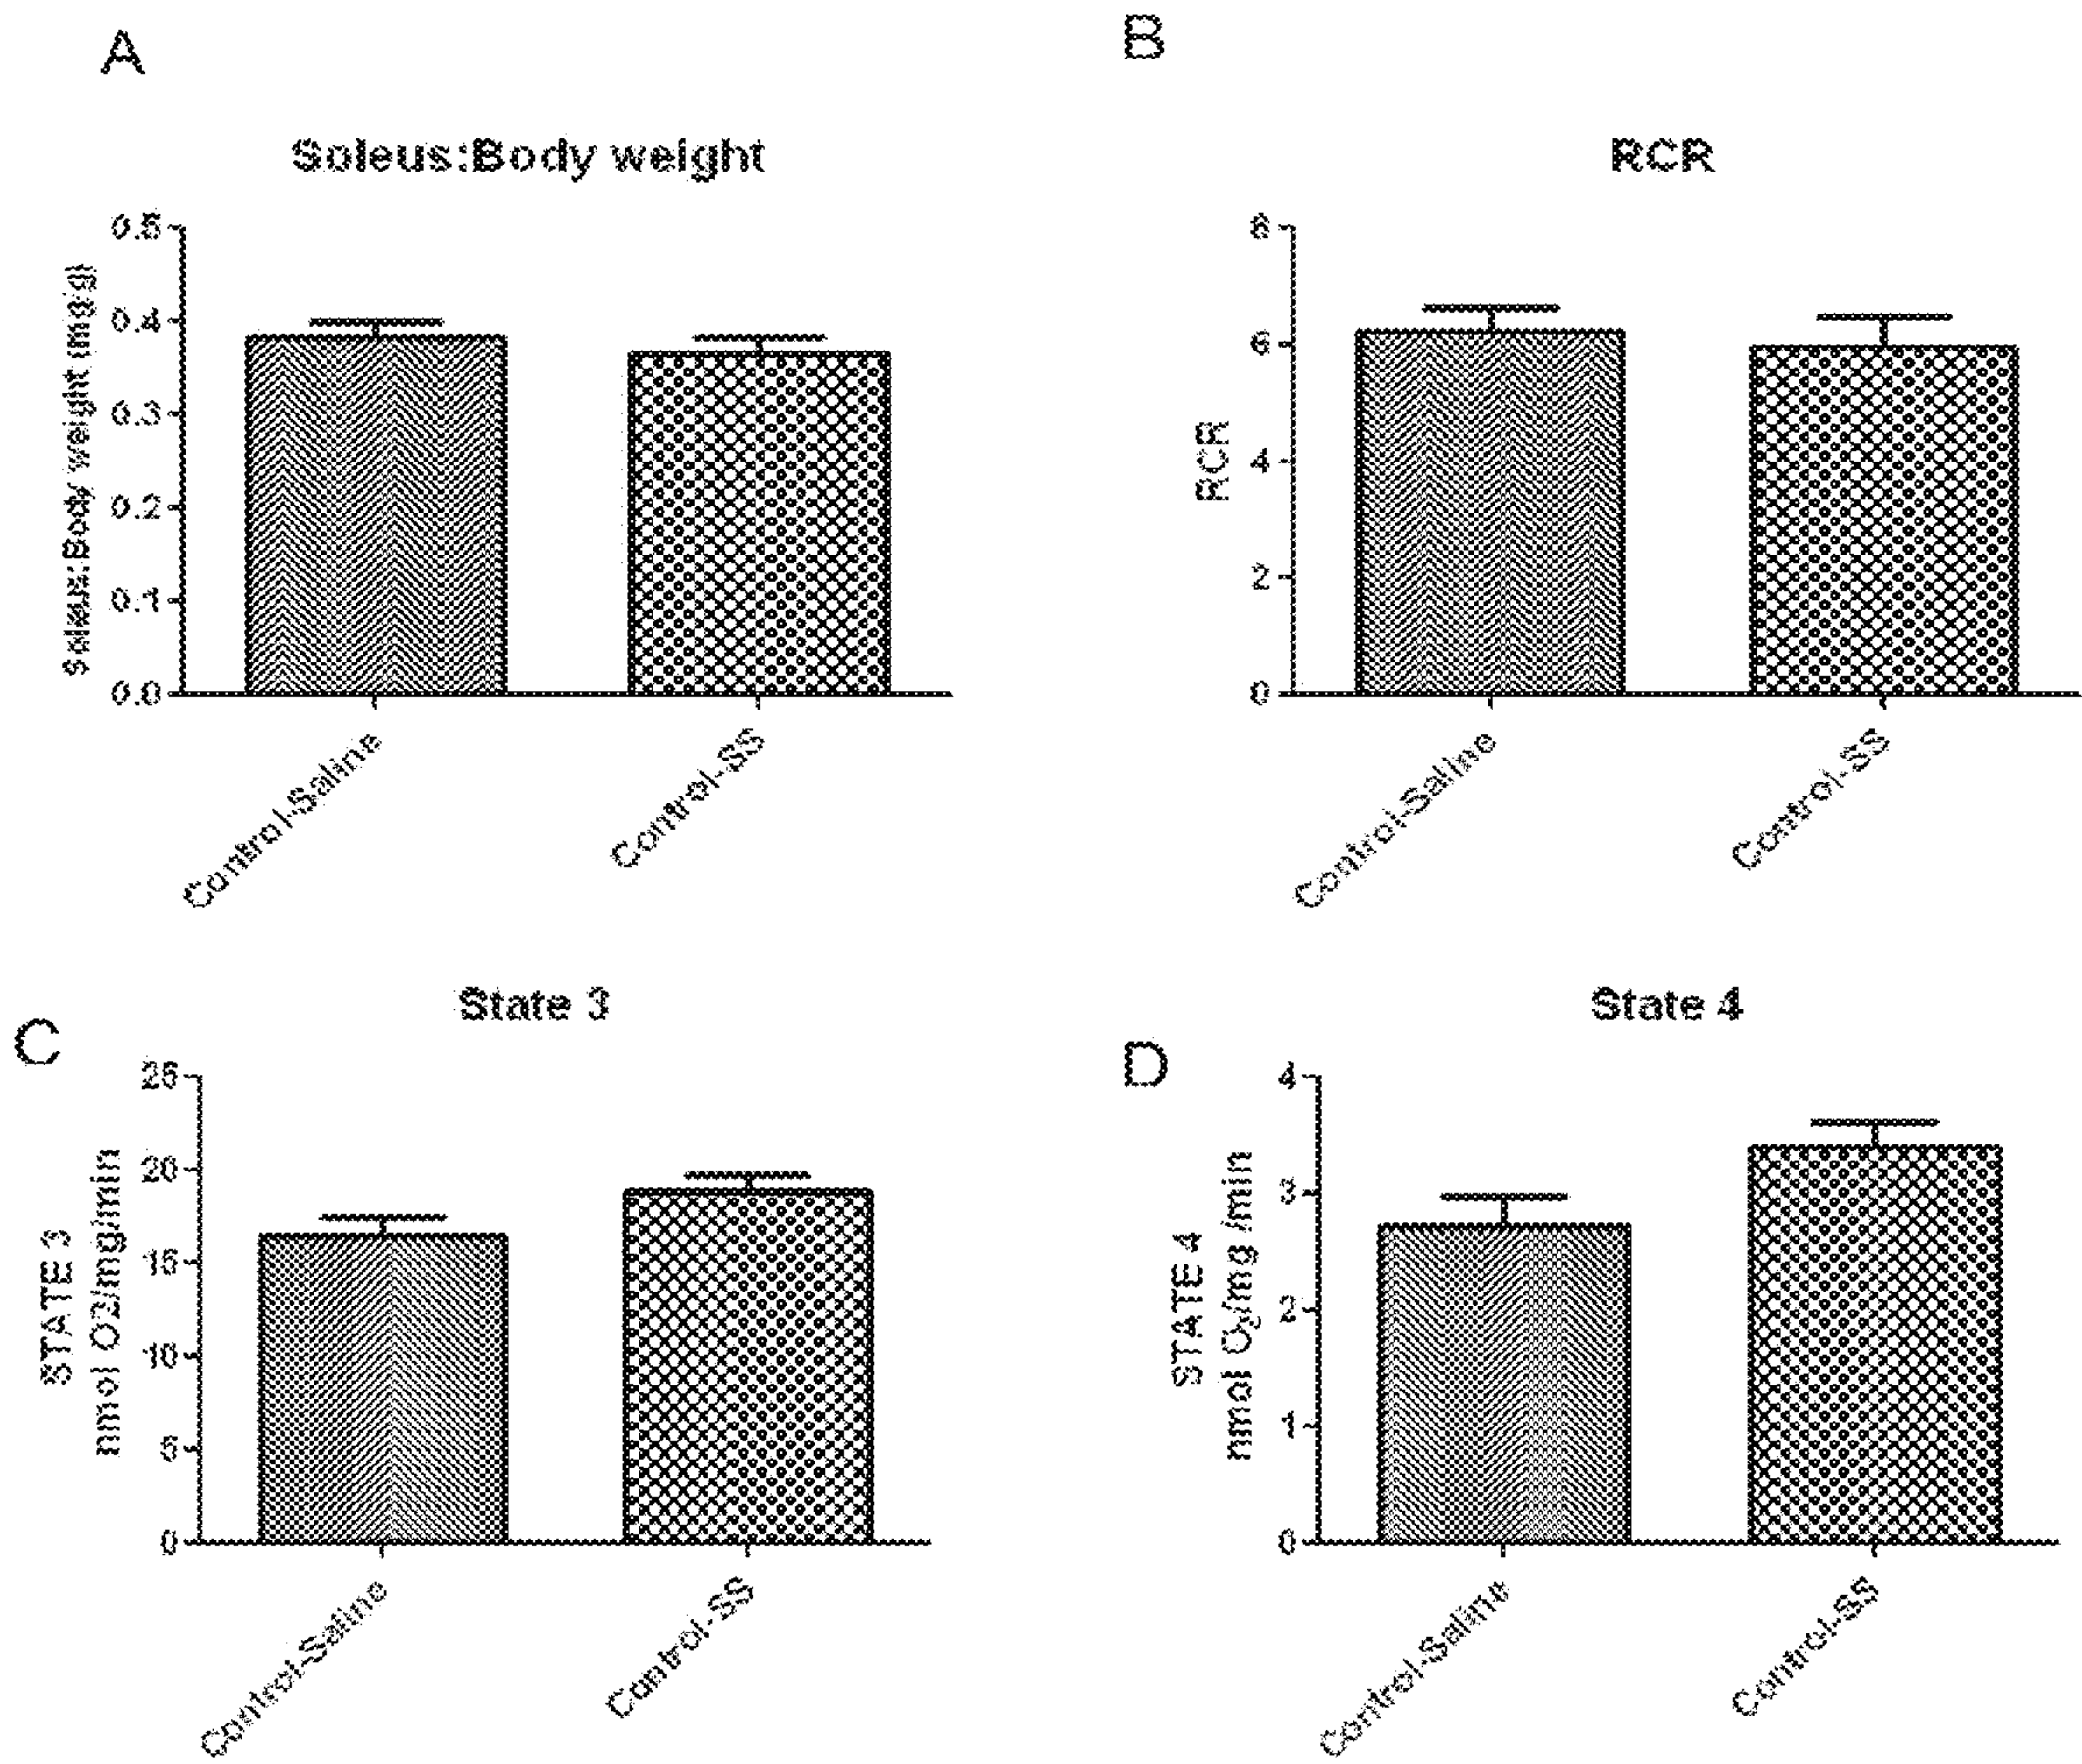 A
Soleus:Body weight
Soleus:Body weight (mg/g)
0.5
0.4
0.3
0.2
0.1
0.0
Control-Saline
Control-SS
B
RCR
RCR
8
6
4
2
0
Control-Saline
Control-SS
C
State 3
STATE 3
nmol O2/mg/min
25
20
15
10
5
0
Control-Saline
Control-SS
D
State 4
STATE 4
nmol O₂/mg /min
4
3
2
1
0
Control-Saline
Control-SS